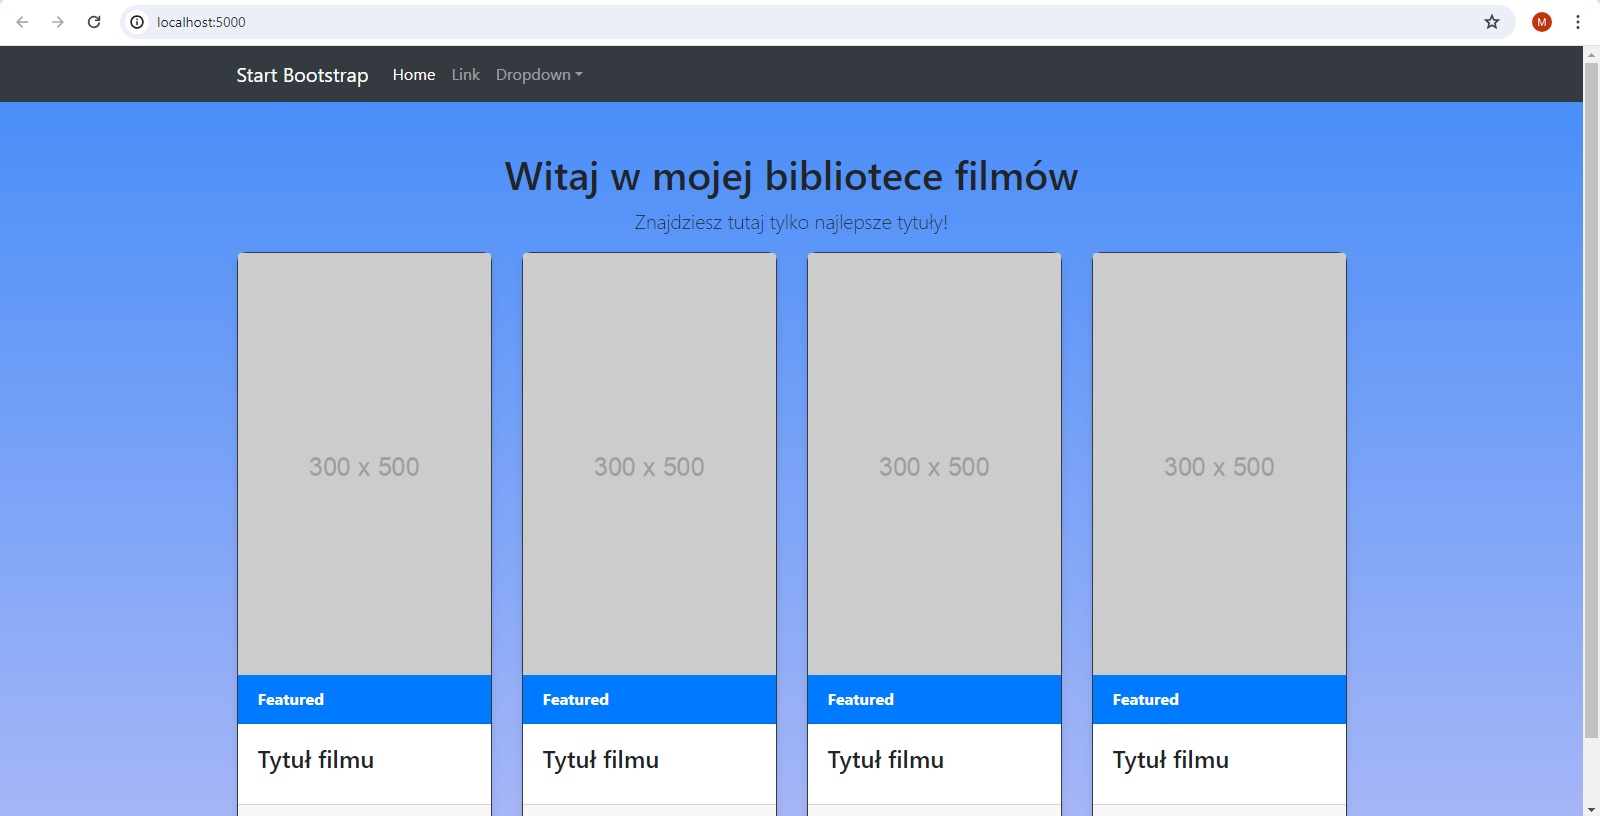 localhost:5000
M
Start Bootstrap Home Link Dropdown
Witaj w mojej bibliotece filmów
Znajdziesz tutaj tylko najlepsze tytuły!
300 x 500 300 x 500 300 x 500 300 x 500
Featured Featured Featured Featured
Tytuł filmu Tytuł filmu Tytuł filmu Tytuł filmu